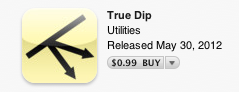 True Dip
Utilities
Released May 30, 2012
$0.99 BUY